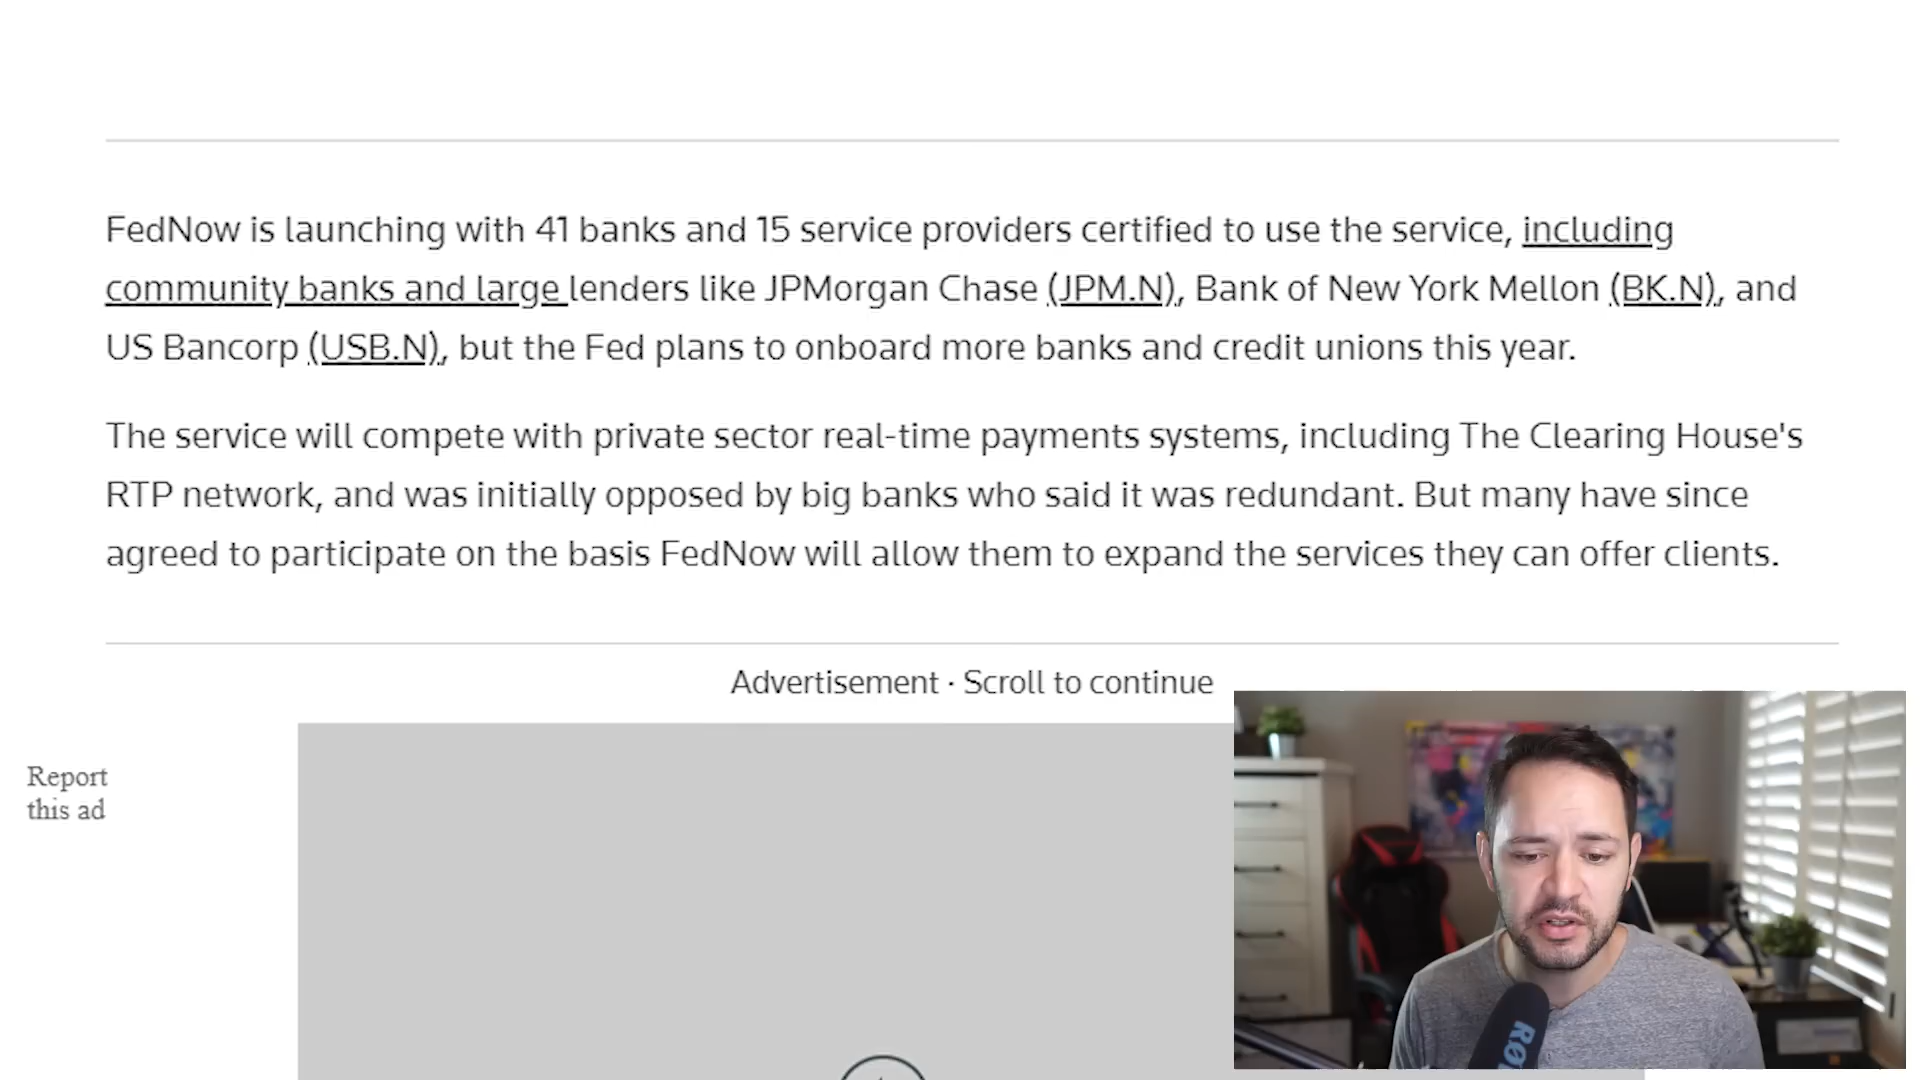 FedNow is launching with 41 banks and 15 service providers certified to use the service, including
community banks and large lenders like JPMorgan Chase (JPM.N), Bank of New York Mellon (BK.N), and
US Bancorp (USB.N), but the Fed plans to onboard more banks and credit unions this year.
The service will compete with private sector real-time payments systems, including The Clearing House's
RTP network, and was initially opposed by big banks who said it was redundant. But many have since
agreed to participate on the basis FedNow will allow them to expand the services they can offer clients.
Advertisement · Scroll to continue
Report
this ad
RØ